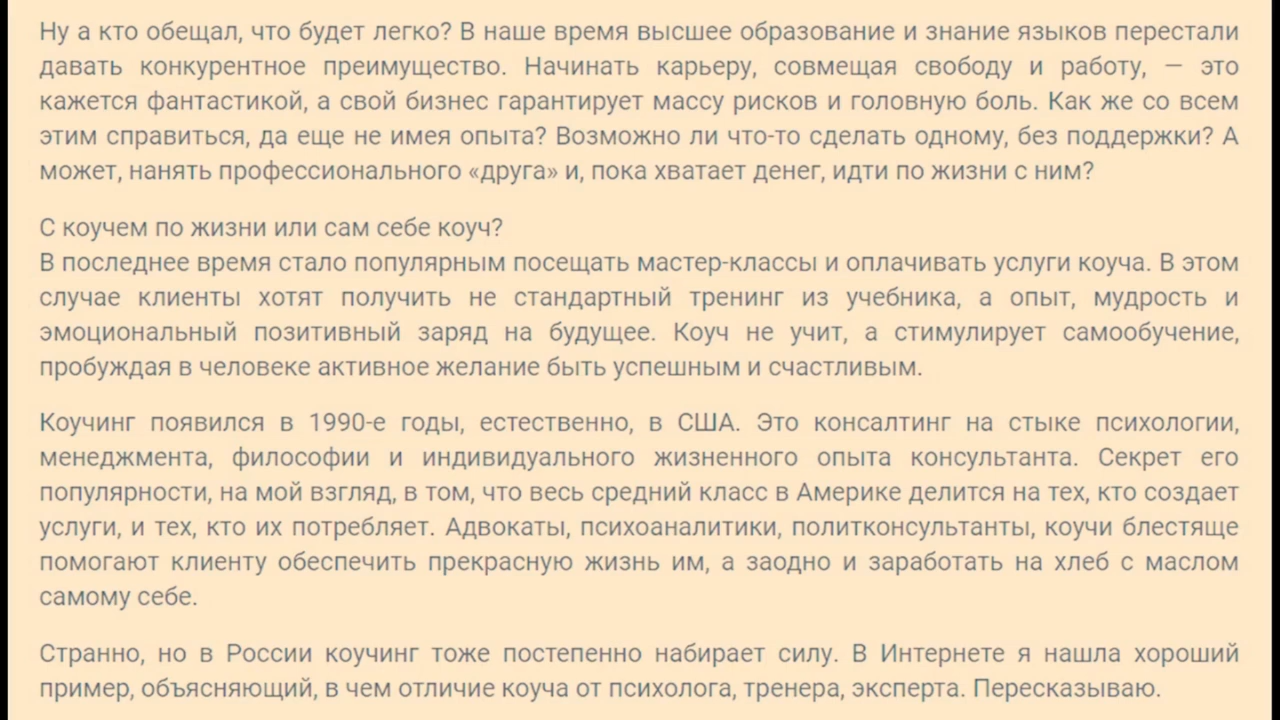 Ну а кто обещал, что будет легко? В наше время высшее образование и знание языков перестали
давать конкурентное преимущество. Начинать карьеру, совмещая свободу и работу, — это
кажется фантастикой, а свой бизнес гарантирует массу рисков и головную боль. Как же со всем
этим справиться, да еще не имея опыта? Возможно ли что-то сделать одному, без поддержки? А
может, нанять профессионального «друга» и, пока хватает денег, идти по жизни с ним?
С коучем по жизни или сам себе коуч?
В последнее время стало популярным посещать мастер-классы и оплачивать услуги коуча. В этом
случае клиенты хотят получить не стандартный тренинг из учебника, а опыт, мудрость и
эмоциональный позитивный заряд на будущее. Коуч не учит, а стимулирует самообучение,
пробуждая в человеке активное желание быть успешным и счастливым.
Коучинг появился в 1990-е годы, естественно, в США. Это консалтинг на стыке психологии,
менеджмента, философии и индивидуального жизненного опыта консультанта. Секрет его
популярности, на мой взгляд, в том, что весь средний класс в Америке делится на тех, кто создает
услуги, и тех, кто их потребляет. Адвокаты, психоаналитики, политконсультанты, коучи блестяще
помогают клиенту обеспечить прекрасную жизнь им, а заодно и заработать на хлеб с маслом
самому себе.
Странно, но в России коучинг тоже постепенно набирает силу. В Интернете я нашла хороший
пример, объясняющий, в чем отличие коуча от психолога, тренера, эксперта. Пересказываю.